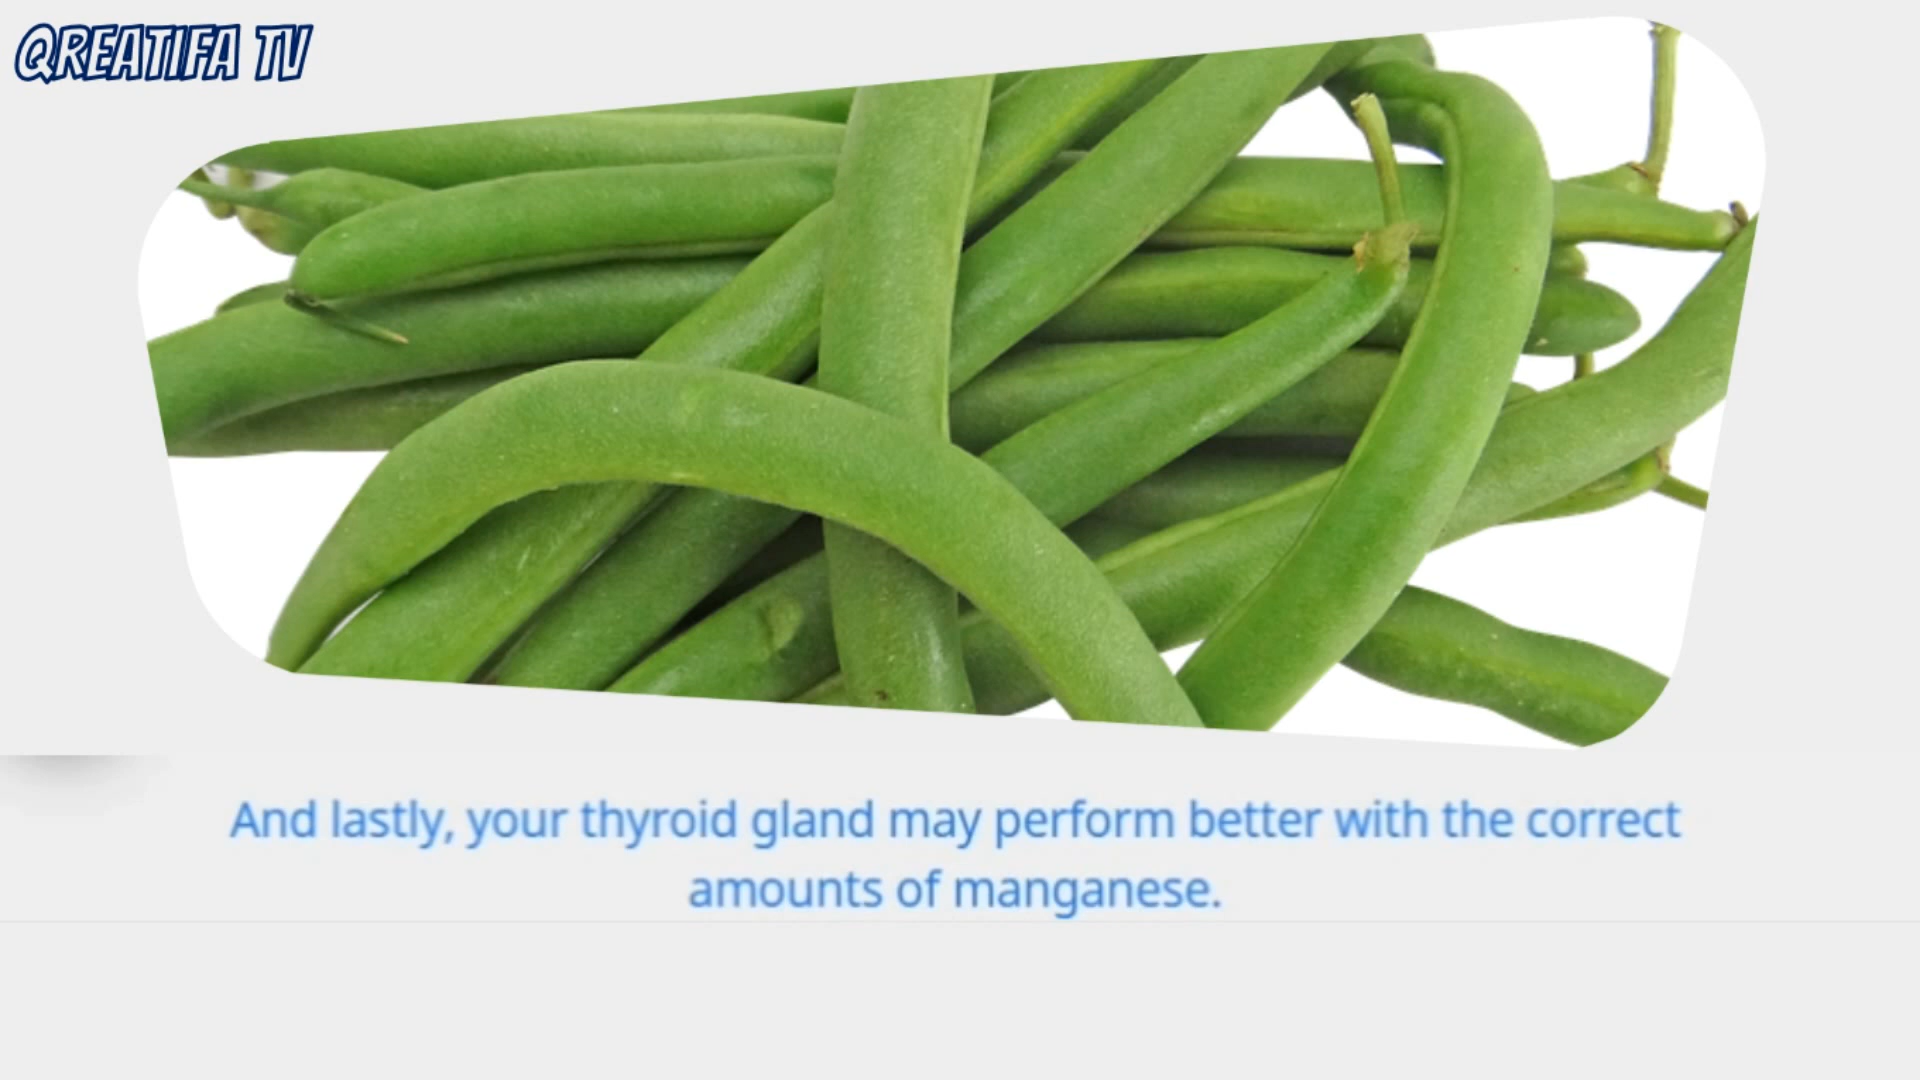 QREATIFA TV
And lastly, your thyroid gland may perform better with the correct
amounts of manganese.